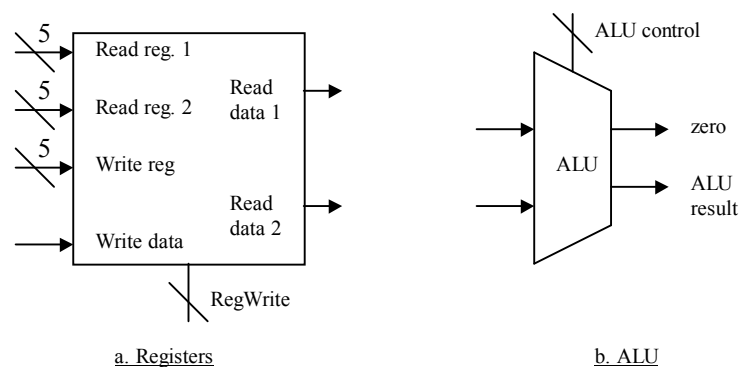 5
Read reg. 1
5
Read reg. 2
5
Write reg
Write data
Read
data 1
Read
data 2
RegWrite
a. Registers
ALU control
ALU
zero
ALU
result
b. ALU